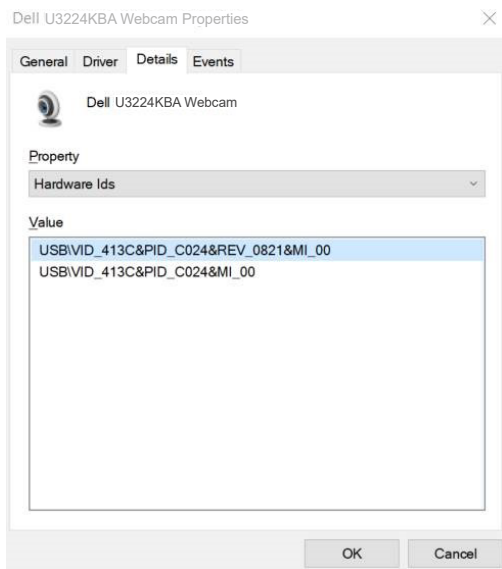 Dell U3224KBA Webcam Properties
General Driver Details Events
Dell U3224KBA Webcam
Property
Hardware Ids
Value
USB\VID_413C&PID_C024&REV_0821&MI_00
USB\VID_413C&PID_C024&MI_00
OK Cancel